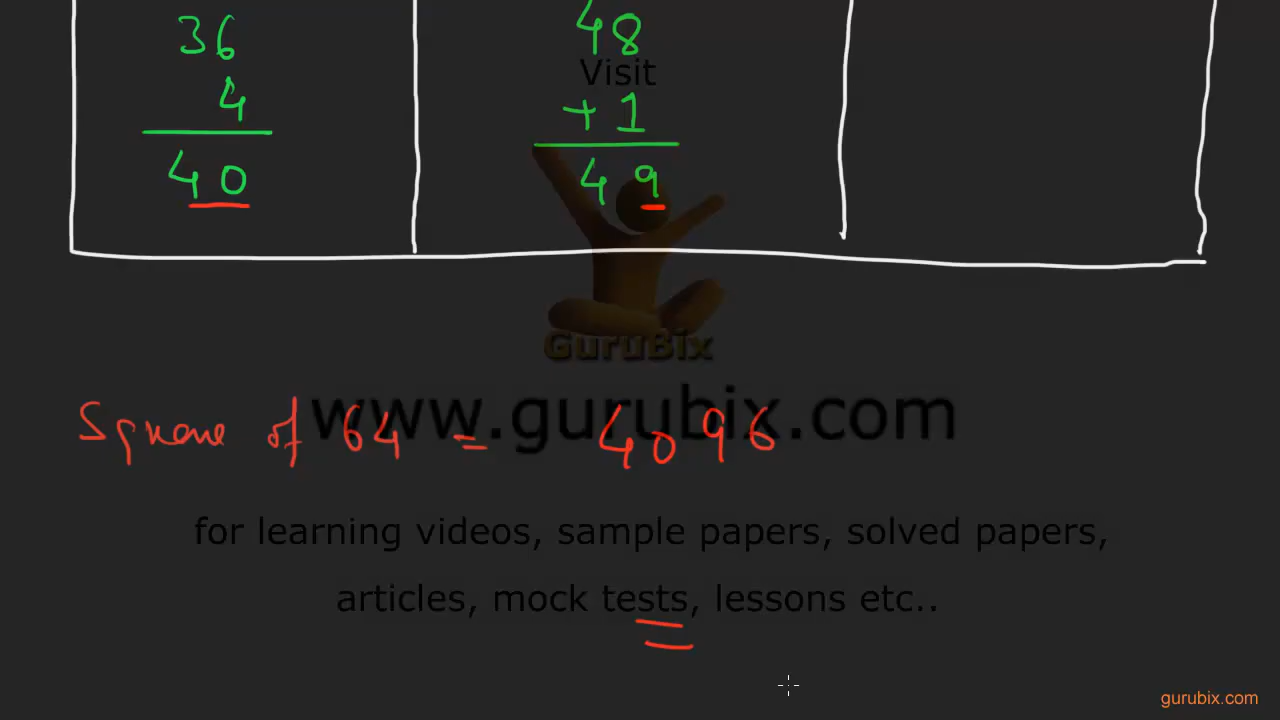 36
4
40
48
Visit
+ 1
49
GuruBix
www.gurubix.com
Square of 64 = 4096
for learning videos, sample papers, solved papers,
articles, mock tests, lessons etc..
gurubix.com